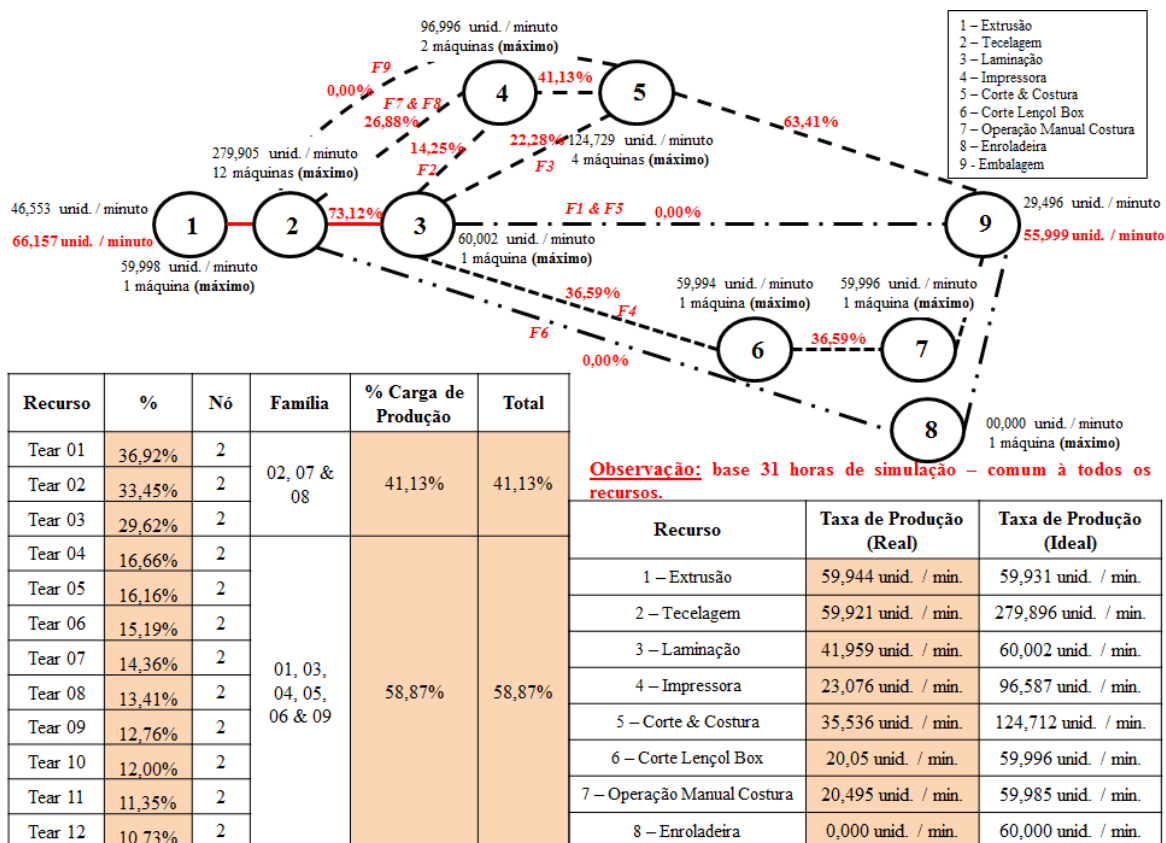 96,996 unid. / minuto
2 máquinas (máximo)
1 – Extrusão
2 – Tecelagem
3 – Laminação
4 – Impressora
5 – Corte & Costura
6 – Corte Lençol Box
7 – Operação Manual Costura
8 – Enroladeira
9 - Embalagem
F9
0,00%
4
41,13%
5
F7 & F8
26,88%
63,41%
279,905 unid. / minuto
12 máquinas (máximo)
14,25%
F2
22,28%
F3
124,729 unid. / minuto
4 máquinas (máximo)
46,553 unid. / minuto
66,157 unid. / minuto
1
2
73,12%
3
F1 & F5
0,00%
9
29,496 unid. / minuto
55,999 unid. / minuto
59,998 unid. / minuto
1 máquina (máximo)
60,002 unid. / minuto
1 máquina (máximo)
59,994 unid. / minuto
1 máquina (máximo)
59,996 unid. / minuto
1 máquina (máximo)
36,59%
F4
F6
0,00%
6
36,59%
7
8
00,000 unid. / minuto
1 máquina (máximo)
Recurso % Nó Família % Carga de Produção Total
Tear 01 36,92% 2
Tear 02 33,45% 2 02, 07 & 08 41,13% 41,13%
Tear 03 29,62% 2
Tear 04 16,66% 2
Tear 05 16,16% 2
Tear 06 15,19% 2
Tear 07 14,36% 2
Tear 08 13,41% 2 01, 03, 04, 05, 06 & 09 58,87% 58,87%
Tear 09 12,76% 2
Tear 10 12,00% 2
Tear 11 11,35% 2
Tear 12 10,73% 2
Observação: base 31 horas de simulação – comum à todos os
recursos.
Recurso Taxa de Produção (Real) Taxa de Produção (Ideal)
1 – Extrusão 59,944 unid. / min. 59,931 unid. / min.
2 – Tecelagem 59,921 unid. / min. 279,896 unid. / min.
3 – Laminação 41,959 unid. / min. 60,002 unid. / min.
4 – Impressora 23,076 unid. / min. 96,587 unid. / min.
5 – Corte & Costura 35,536 unid. / min. 124,712 unid. / min.
6 – Corte Lençol Box 20,05 unid. / min. 59,996 unid. / min.
7 – Operação Manual Costura 20,495 unid. / min. 59,985 unid. / min.
8 – Enroladeira 0,000 unid. / min. 60,000 unid. / min.